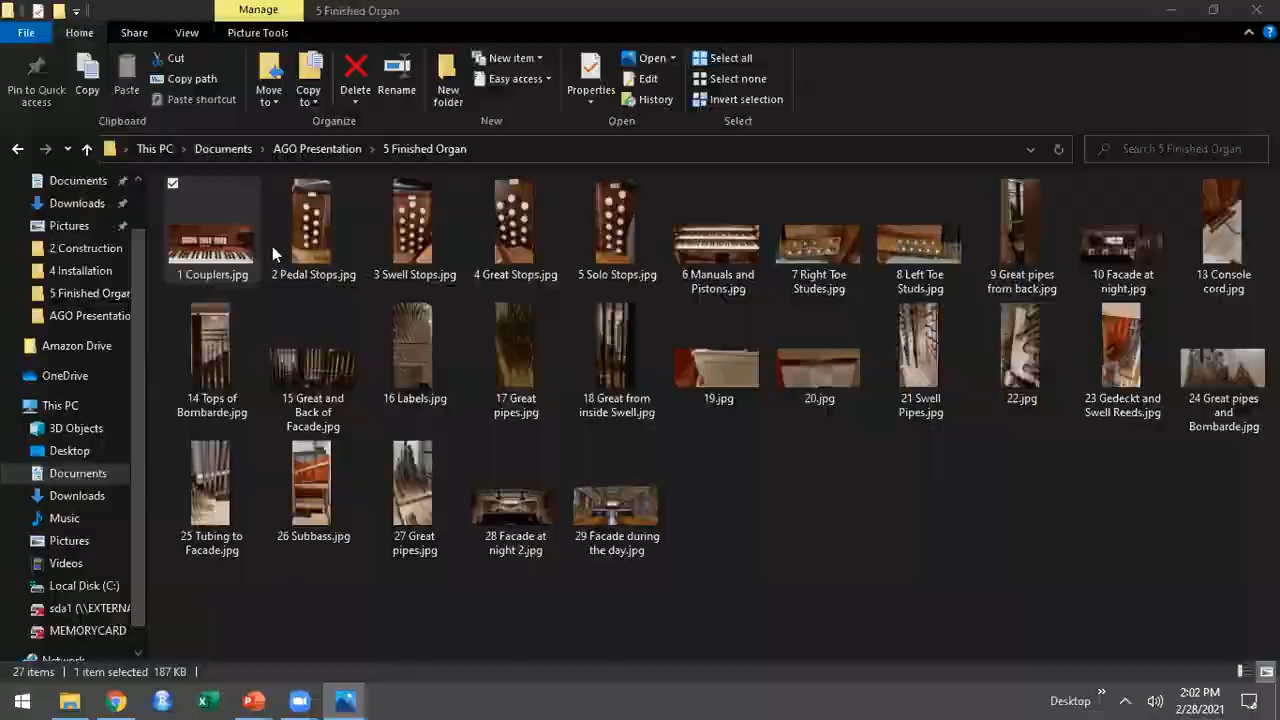 Manage
5 Finished Organ
File
Home
Share
View
Picture Tools
Pin to Quick access
Copy
Paste
Cut
Copy path
Paste shortcut
Move to
Copy to
Delete
Rename
New folder
New item
Easy access
Properties
Open
Edit
History
Select all
Select none
Invert selection
Clipboard
Organize
New
Open
Select
This PC
Documents
AGO Presentation
5 Finished Organ
Search 5 Finished Organ
Documents
Downloads
Pictures
2 Construction
4 Installation
5 Finished Organ
AGO Presentatio
Amazon Drive
OneDrive
This PC
3D Objects
Desktop
Documents
Downloads
Music
Pictures
Videos
Local Disk (C:)
sda1 (\\EXTERNA
MEMORYCARD
Network
1 Couplers.jpg
2 Pedal Stops.jpg
3 Swell Stops.jpg
4 Great Stops.jpg
5 Solo Stops.jpg
6 Manuals and
Pistons.jpg
7 Right Toe
Studes.jpg
8 Left Toe
Studs.jpg
9 Great pipes
from back.jpg
10 Facade at
night.jpg
13 Console
cord.jpg
14 Tops of
Bombarde.jpg
15 Great and
Back of
Facade.jpg
16 Labels.jpg
17 Great
pipes.jpg
18 Great from
inside Swell.jpg
19.jpg
20.jpg
21 Swell
Pipes.jpg
22.jpg
23 Gedeckt and
Swell Reeds.jpg
24 Great pipes
and
Bombarde.jpg
25 Tubing to
Facade.jpg
26 Subbass.jpg
27 Great
pipes.jpg
28 Facade at
night 2.jpg
29 Facade during
the day.jpg
27 items
1 item selected 187 KB
Desktop
2:02 PM
2/28/2021